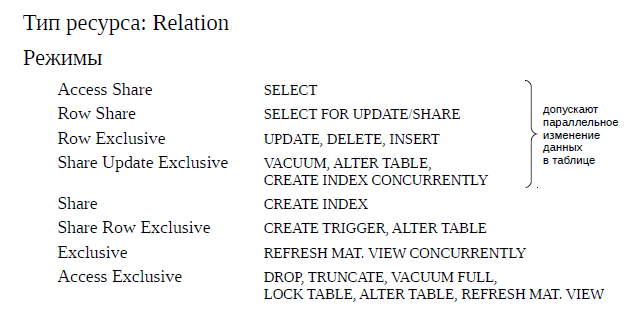 Тип ресурса: Relation
Режимы
Access Share SELECT
Row Share SELECT FOR UPDATE/SHARE
Row Exclusive UPDATE, DELETE, INSERT
Share Update Exclusive VACUUM, ALTER TABLE,
CREATE INDEX CONCURRENTLY
допускают
параллельное
изменение
данных
в таблице
Share CREATE INDEX
Share Row Exclusive CREATE TRIGGER, ALTER TABLE
Exclusive REFRESH MAT. VIEW CONCURRENTLY
Access Exclusive DROP, TRUNCATE, VACUUM FULL,
LOCK TABLE, ALTER TABLE, REFRESH MAT. VIEW